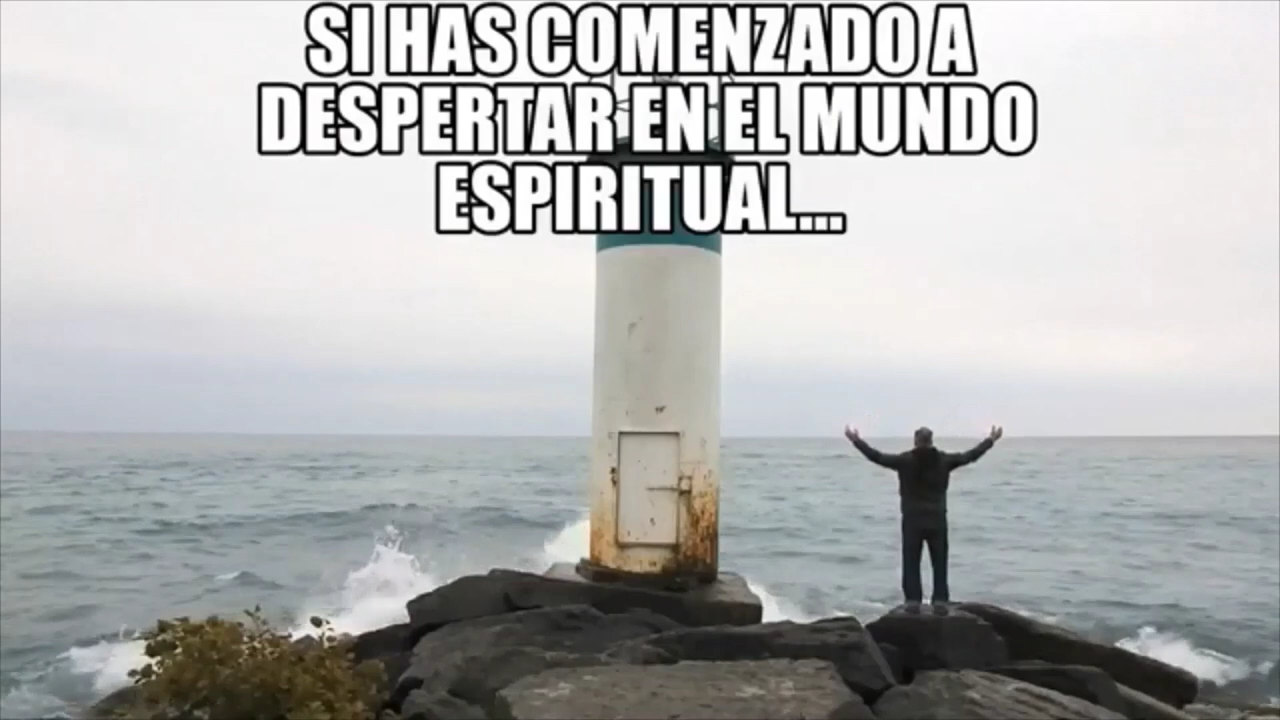 SI HAS COMENZADO A
DESPERTAR EN EL MUNDO
ESPIRITUAL...